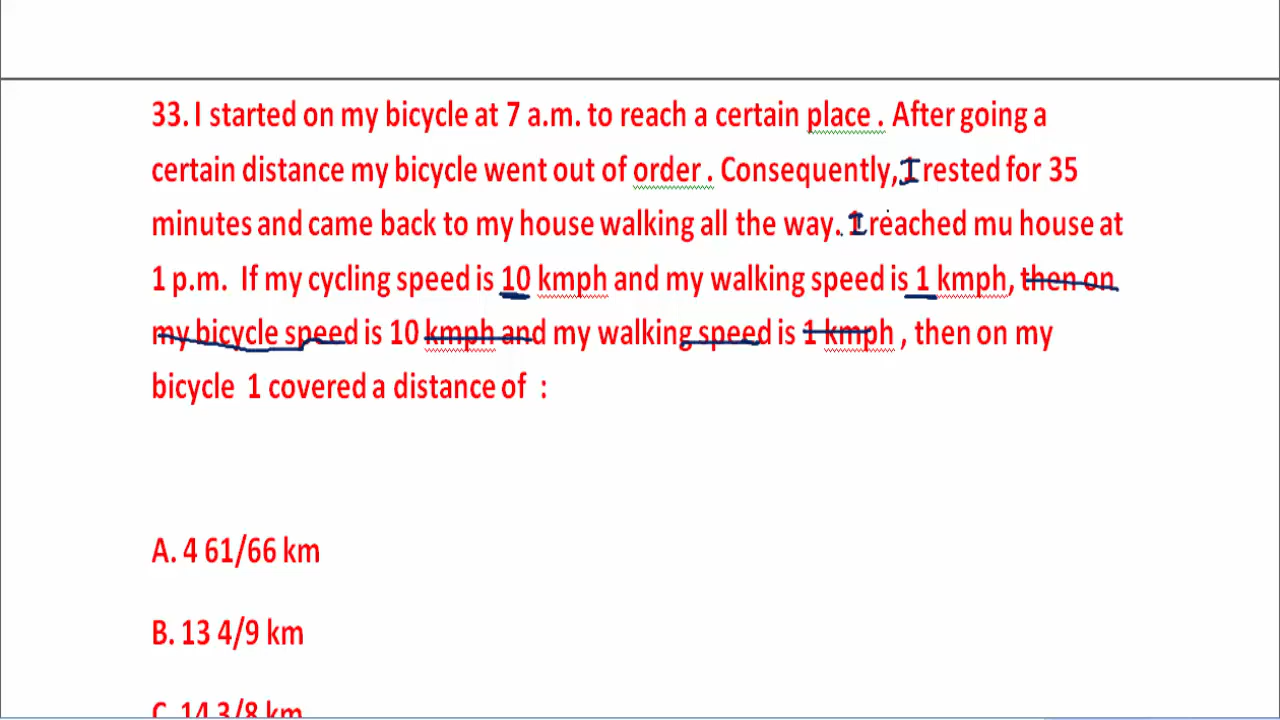 33. I started on my bicycle at 7 a.m. to reach a certain place . After going a
certain distance my bicycle went out of order . Consequently, I rested for 35
minutes and came back to my house walking all the way. I reached mu house at
1 p.m. If my cycling speed is 10 kmph and my walking speed is 1 kmph, then on
my bicycle speed is 10 kmph and my walking speed is 1 kmph , then on my
bicycle 1 covered a distance of :
A. 4 61/66 km
B. 13 4/9 km
C. 14 3/8 km